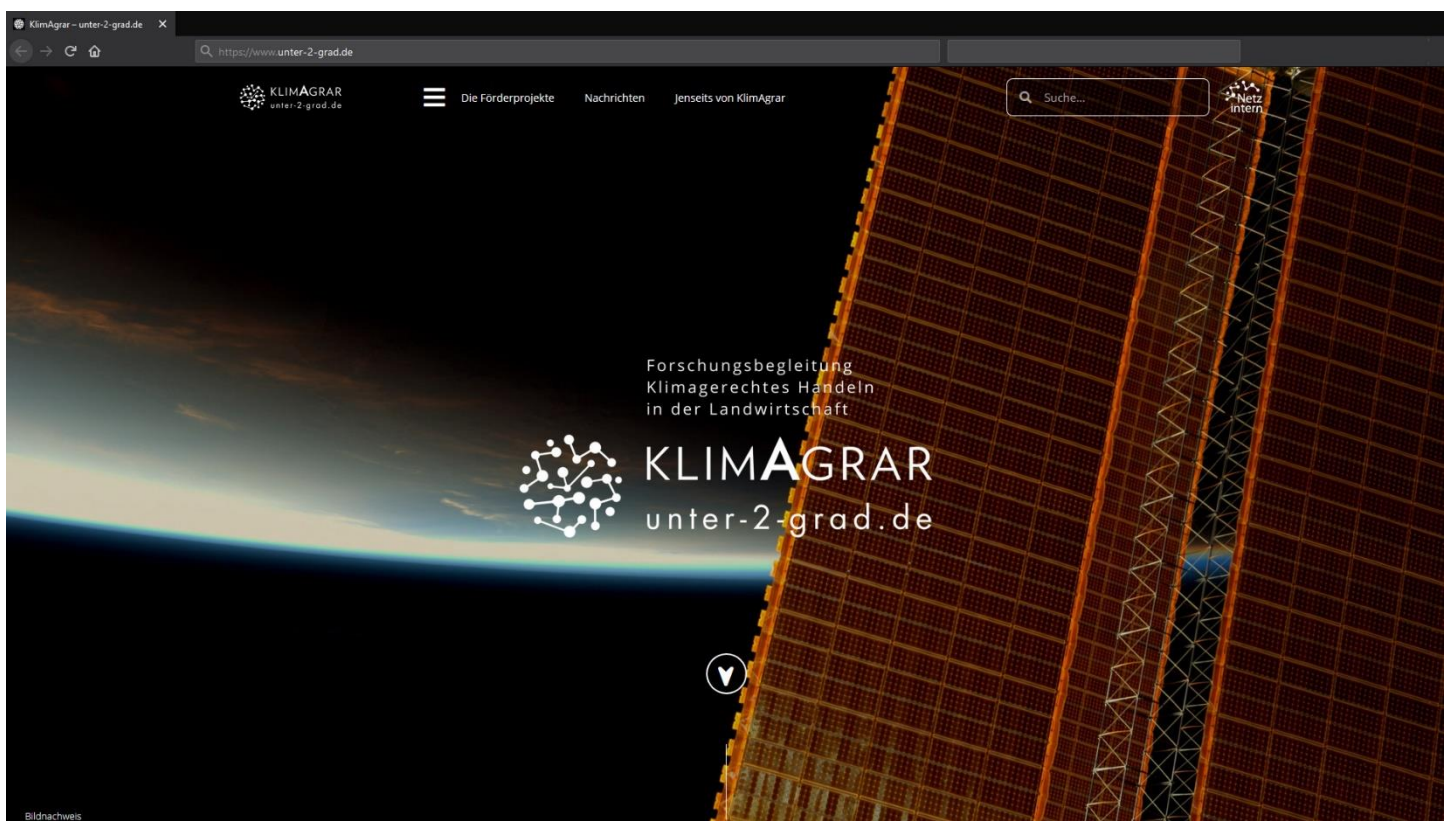 KlimAgrar – unter-2-grad.de
https://www.unter-2-grad.de
KLIMAGRAR
unter-2-grad.de
Die Förderprojekte
Nachrichten
Jenseits von KlimAgrar
Suche...
Netz
intern
Forschungsbegleitung
Klimagerechtes Handeln
in der Landwirtschaft
KLIMAGRAR
unter-2-grad.de
Bildnachweis